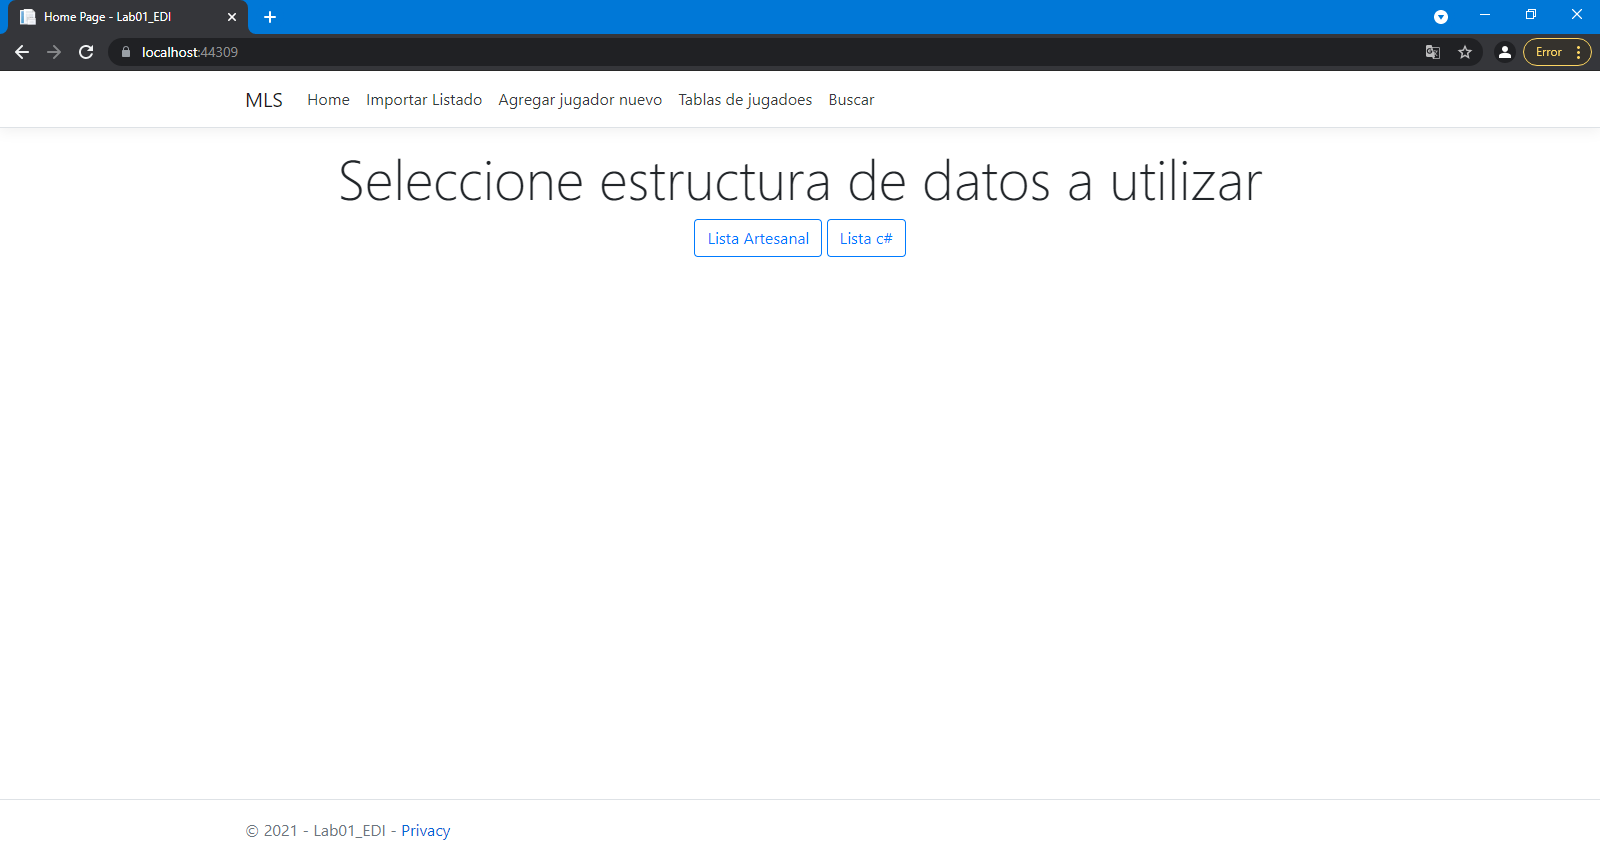 Home Page - Lab01_EDI
localhost:44309
Error
MLS Home Importar Listado Agregar jugador nuevo Tablas de jugadoes Buscar
Seleccione estructura de datos a utilizar
Lista Artesanal Lista c#
© 2021 - Lab01_EDI - Privacy